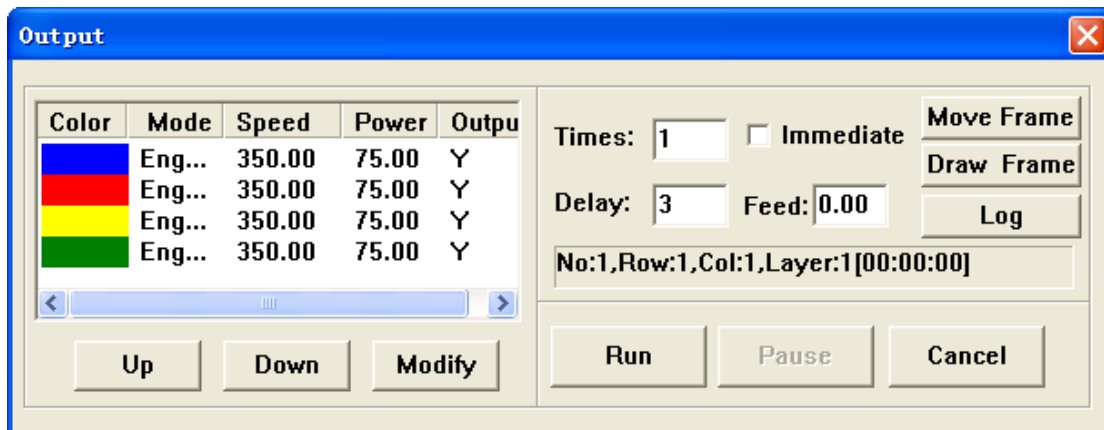 Output
Color Mode Speed Power Outpu
Eng... 350.00 75.00 Y
Eng... 350.00 75.00 Y
Eng... 350.00 75.00 Y
Eng... 350.00 75.00 Y
Up Down Modify
Times: 1 Immediate
Delay: 3 Feed: 0.00
Move Frame
Draw Frame
Log
No:1,Row:1,Col:1,Layer:1[00:00:00]
Run Pause Cancel